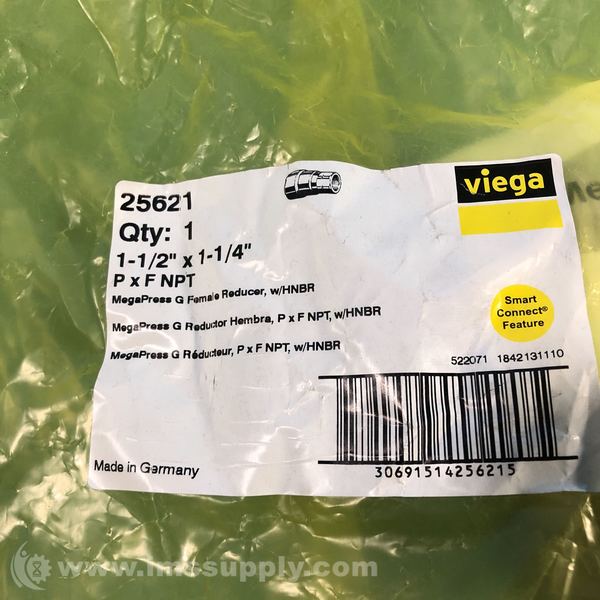 25621
Qty: 1
1-1/2" x 1-1/4"
P x F NPT
MegaPress G Female Reducer, w/HNBR
MegaPress G Reductor Hembra, P x F NPT, w/HNBR
MegaPress G Réducteur, P x F NPT, w/HNBR
viega
Smart
Connect®
Feature
522071 1842131110
30691514256215
Made in Germany
www.imssupply.com